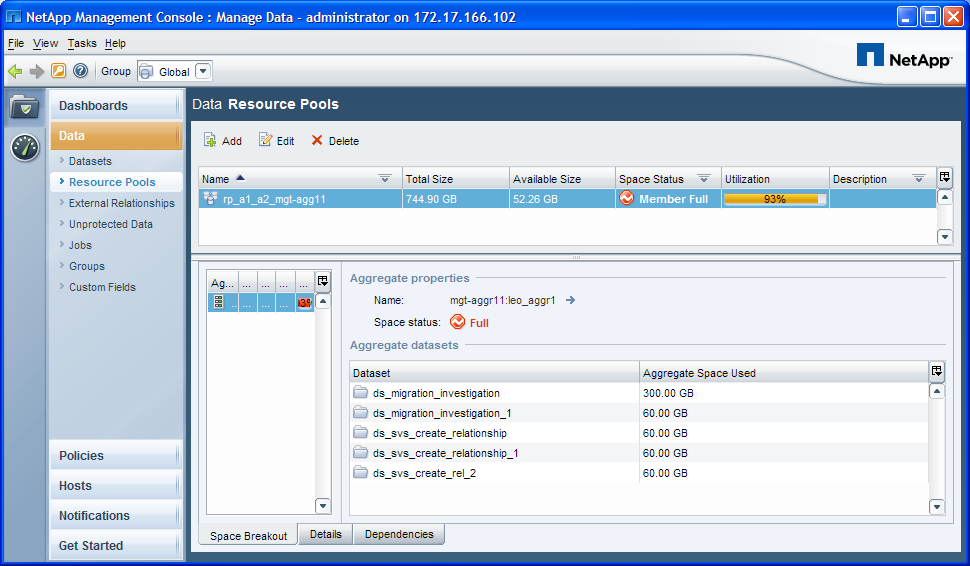 NetApp Management Console : Manage Data - administrator on 172.17.166.102
File View Tasks Help
Group Global
NetApp
Dashboards
Data
Datasets
Resource Pools
External Relationships
Unprotected Data
Jobs
Groups
Custom Fields
Policies
Hosts
Notifications
Get Started
Data Resource Pools
Add Edit Delete
Name Total Size Available Size Space Status Utilization Description
rp_a1_a2_mgt-agg11 744.90 GB 52.26 GB Member Full 93%
Ag... ... ... ... ...
... ... ... ...
Aggregate properties
Name: mgt-aggr11:leo_aggr1
Space status: Full
Aggregate datasets
Dataset Aggregate Space Used
ds_migration_investigation 300.00 GB
ds_migration_investigation_1 60.00 GB
ds_svs_create_relationship 60.00 GB
ds_svs_create_relationship_1 60.00 GB
ds_svs_create_rel_2 60.00 GB
Space Breakout Details Dependencies